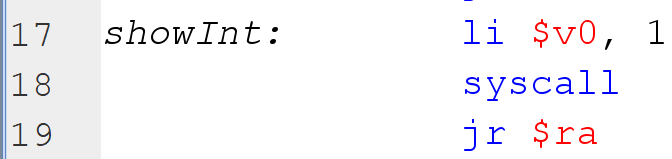 17 showInt: li $v0, 1
18 syscall
19 jr $ra